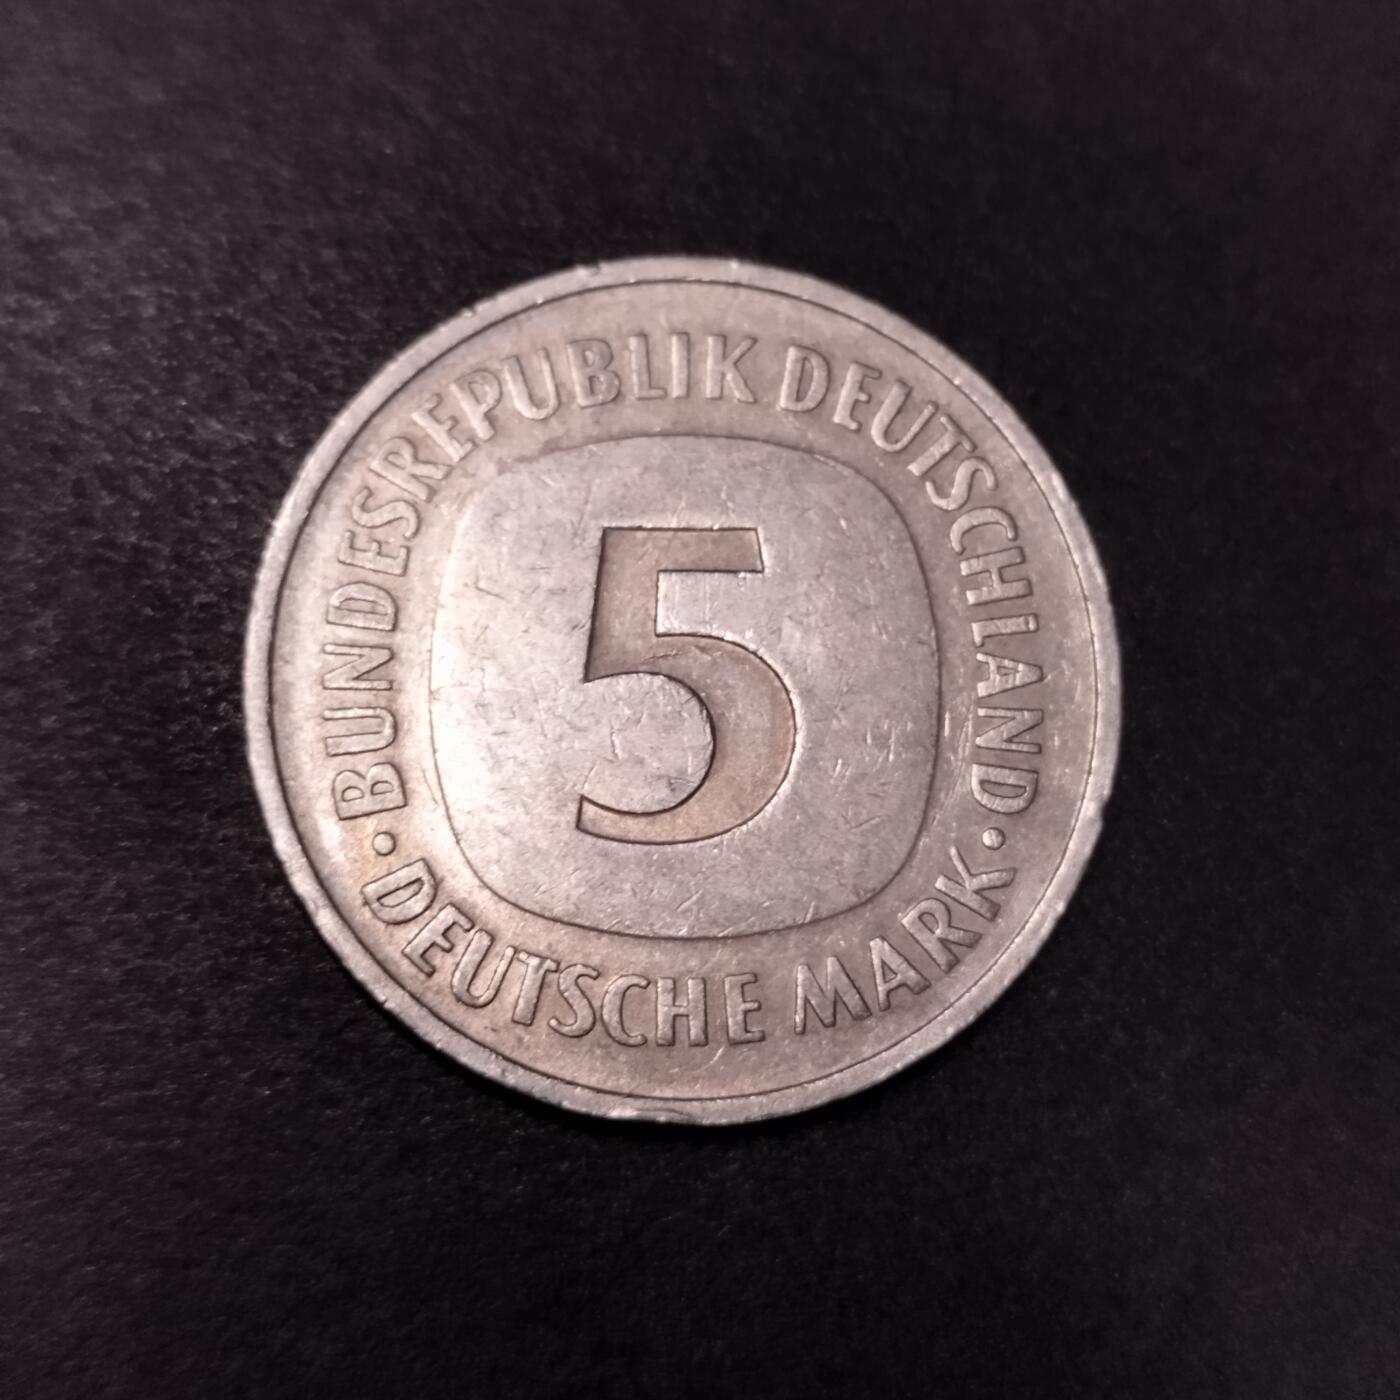 BUNDESREPUBLIK DEUTSCHLAND
5
· DEUTSCHE MARK ·